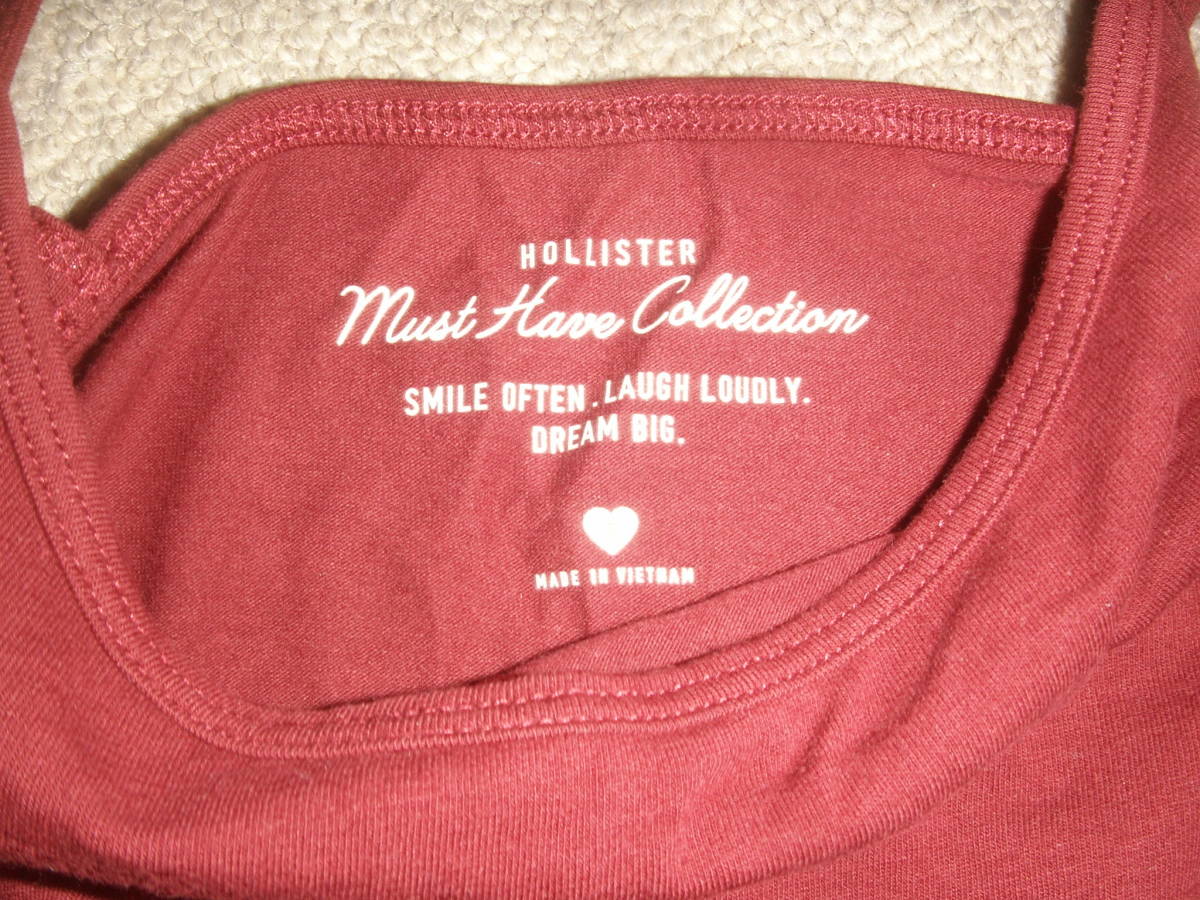 HOLLISTER
Must Have Collection
SMILE OFTEN. LAUGH LOUDLY.
DREAM BIG.
MADE IN VIETNAM